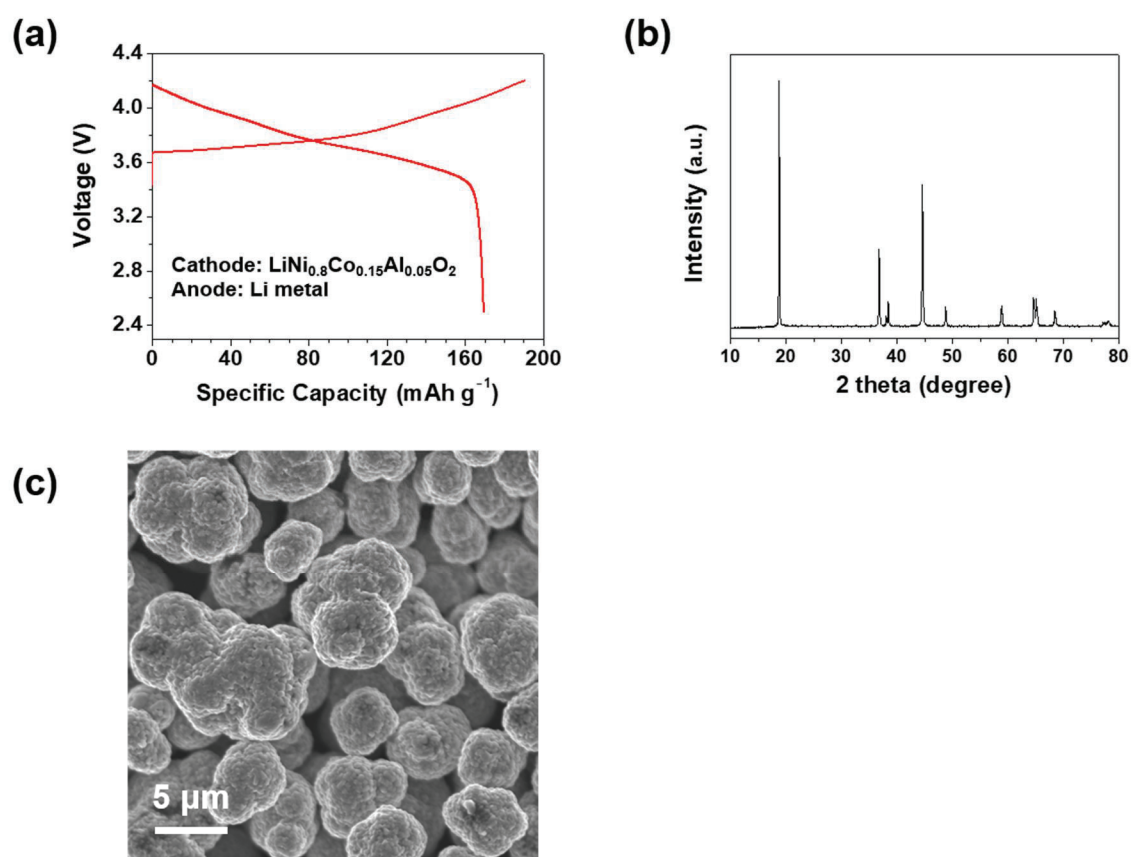 (a)
4.4
4.0
3.6
3.2
2.8
2.4
Voltage (V)
Cathode: LiNi₀.₈Co₀.₁₅Al₀.₀₅O₂
Anode: Li metal
0 40 80 120 160 200
Specific Capacity (mAh g⁻¹)
(b)
Intensity (a.u.)
10 20 30 40 50 60 70 80
2 theta (degree)
(c)
5 μm